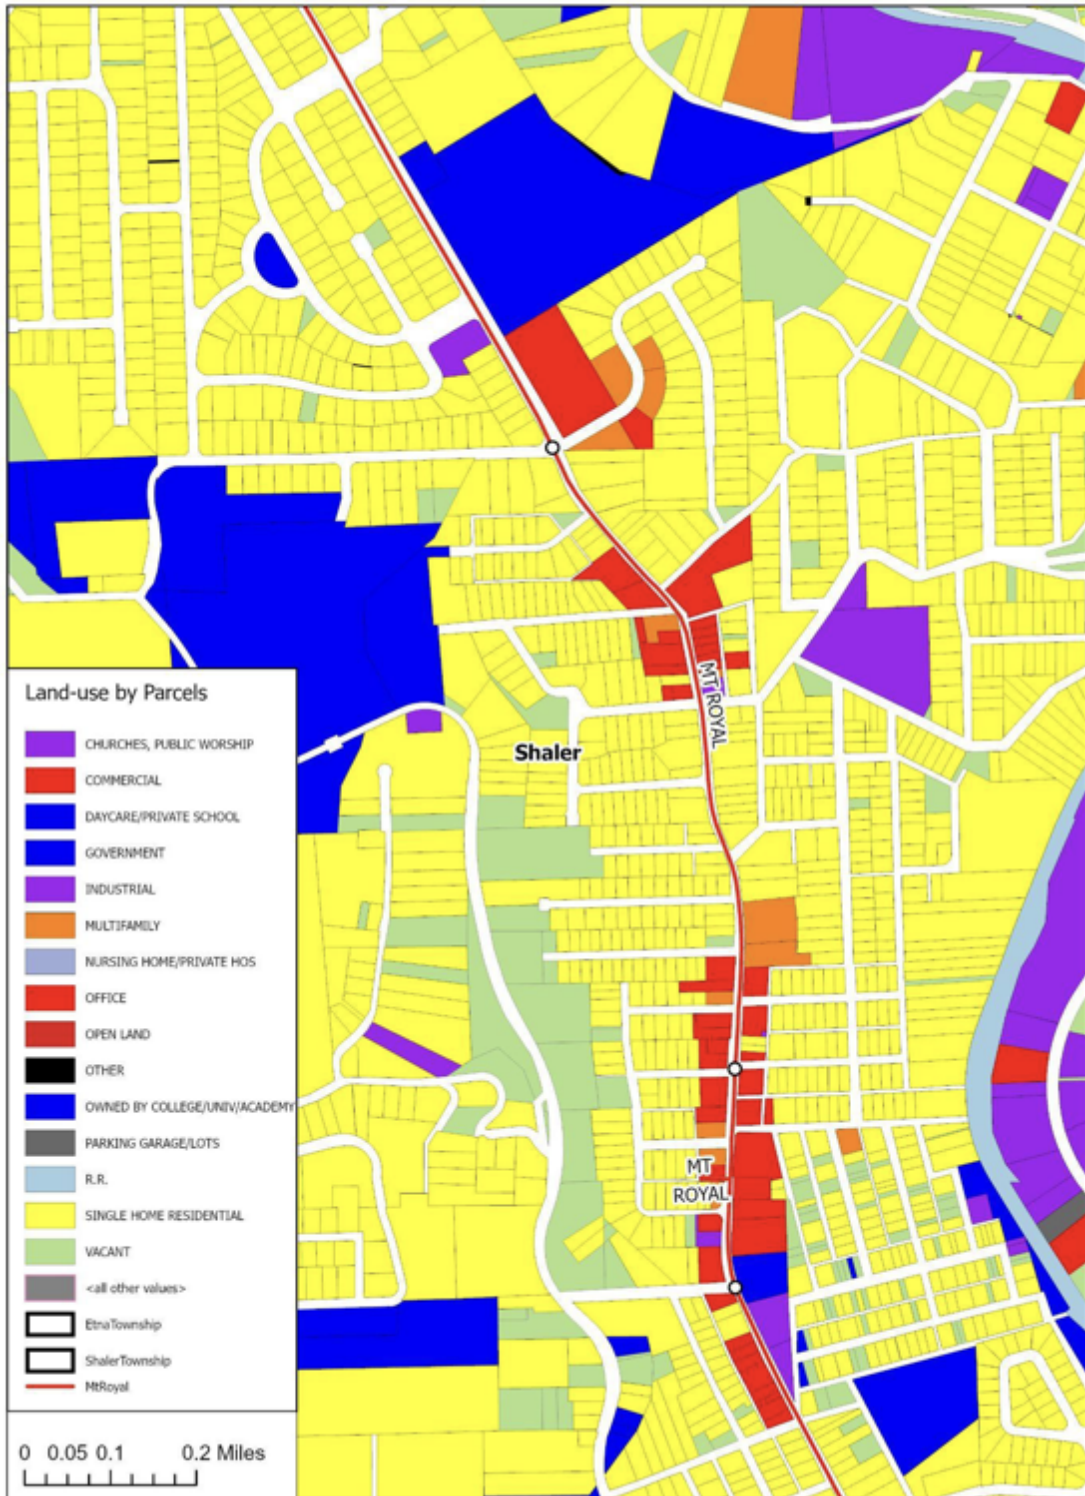 MT ROYAL
Shaler
MT
ROYAL
Land-use by Parcels
CHURCHES, PUBLIC WORSHIP
COMMERCIAL
DAYCARE/PRIVATE SCHOOL
GOVERNMENT
INDUSTRIAL
MULTIFAMILY
NURSING HOME/PRIVATE HOS
OFFICE
OPEN LAND
OTHER
OWNED BY COLLEGE/UNIV/ACADEMY
PARKING GARAGE/LOTS
R.R.
SINGLE HOME RESIDENTIAL
VACANT
<all other values>
EtnaTownship
ShalerTownship
MtRoyal
0 0.05 0.1 0.2 Miles